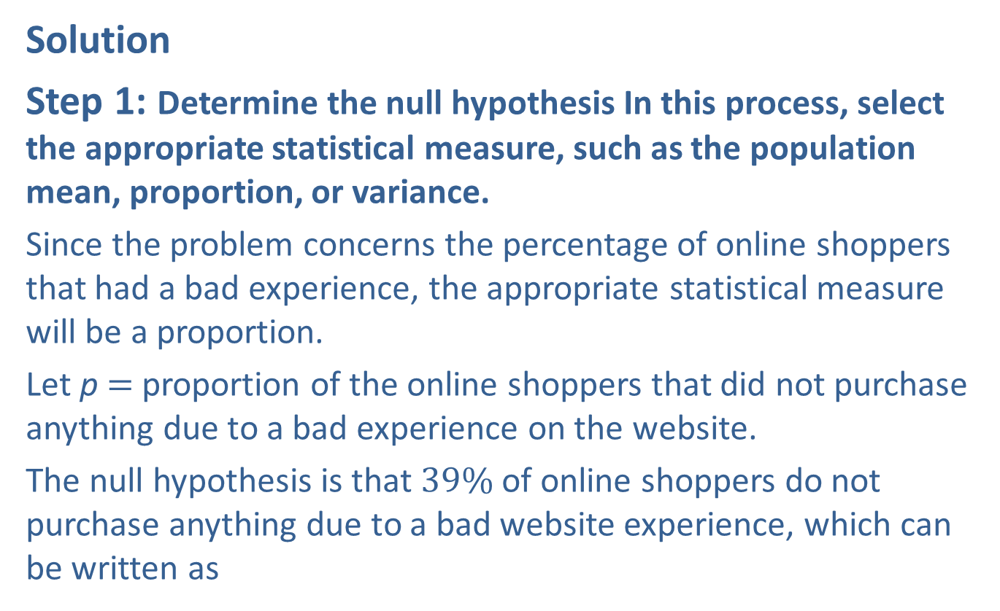 Solution
Step 1: Determine the null hypothesis In this process, select
the appropriate statistical measure, such as the population
mean, proportion, or variance.
Since the problem concerns the percentage of online shoppers
that had a bad experience, the appropriate statistical measure
will be a proportion.
Let p = proportion of the online shoppers that did not purchase
anything due to a bad experience on the website.
The null hypothesis is that 39% of online shoppers do not
purchase anything due to a bad website experience, which can
be written as